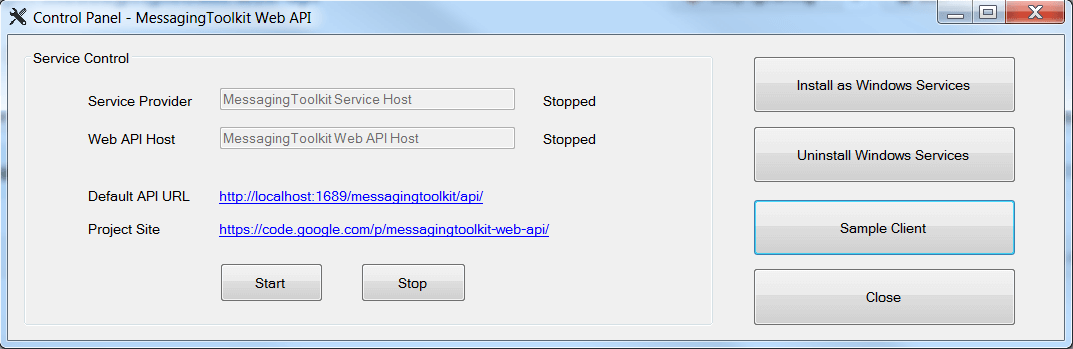 Control Panel - MessagingToolkit Web API
Service Control
Service Provider MessagingToolkit Service Host Stopped
Web API Host MessagingToolkit Web API Host Stopped
Default API URL http://localhost:1689/messagingtoolkit/api/
Project Site https://code.google.com/p/messagingtoolkit-web-api/
Start Stop
Install as Windows Services
Uninstall Windows Services
Sample Client
Close